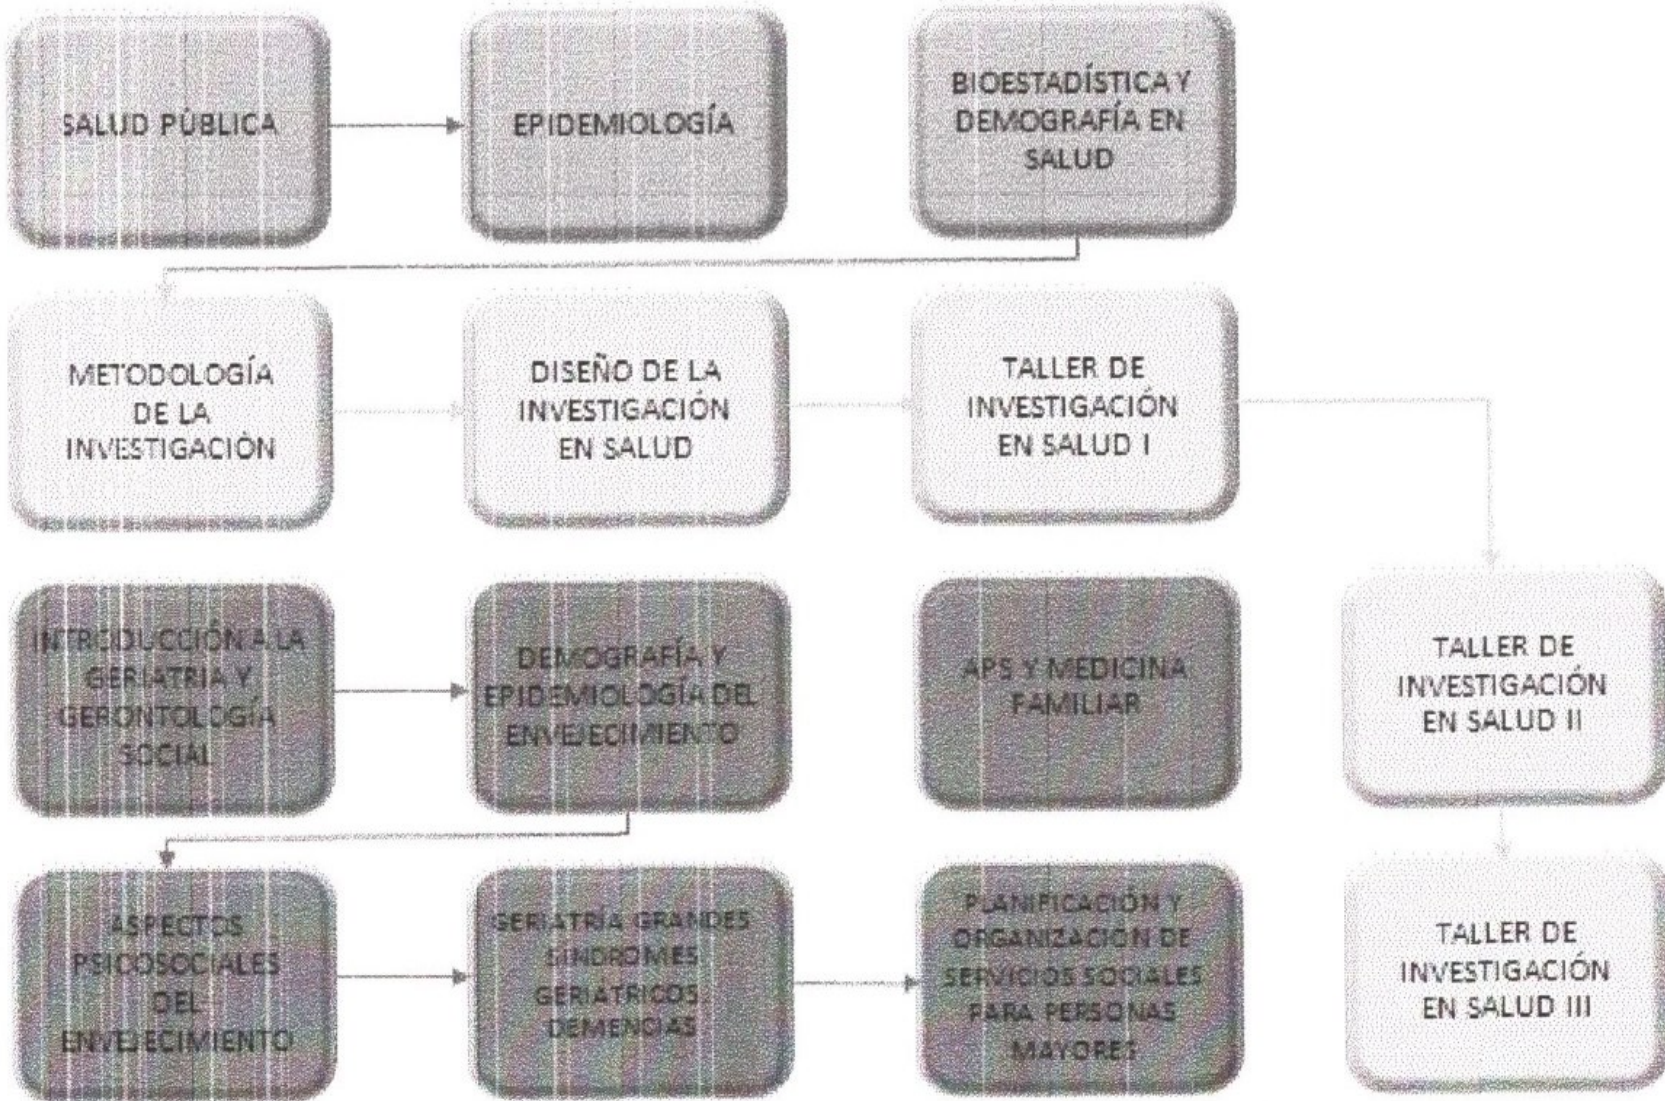 SALUD PÚBLICA
EPIDEMIOLOGÍA
BIOESTADÍSTICA Y
DEMOGRAFÍA EN
SALUD
METODOLOGÍA
DE LA
INVESTIGACIÓN
DISEÑO DE LA
INVESTIGACIÓN
EN SALUD
TALLER DE
INVESTIGACIÓN
EN SALUD I
INTRODUCCIÓN A LA
GERIATRIA Y
GERONTOLOGÍA
SOCIAL
DEMOGRAFÍA Y
EPIDEMIOLOGÍA DEL
ENVEJECIMIENTO
APS Y MEDICINA
FAMILIAR
TALLER DE
INVESTIGACIÓN
EN SALUD II
ASPECTOS
PSICOSOCIALES
DEL
ENVEJECIMIENTO
GERIATRÍA GRANDES
SINDROMES
GERIATRICOS.
DEMENCIAS
PLANIFICACIÓN Y
ORGANIZACION DE
SERVICIOS SOCIALES
PARA PERSONAS
MAYORES
TALLER DE
INVESTIGACIÓN
EN SALUD III